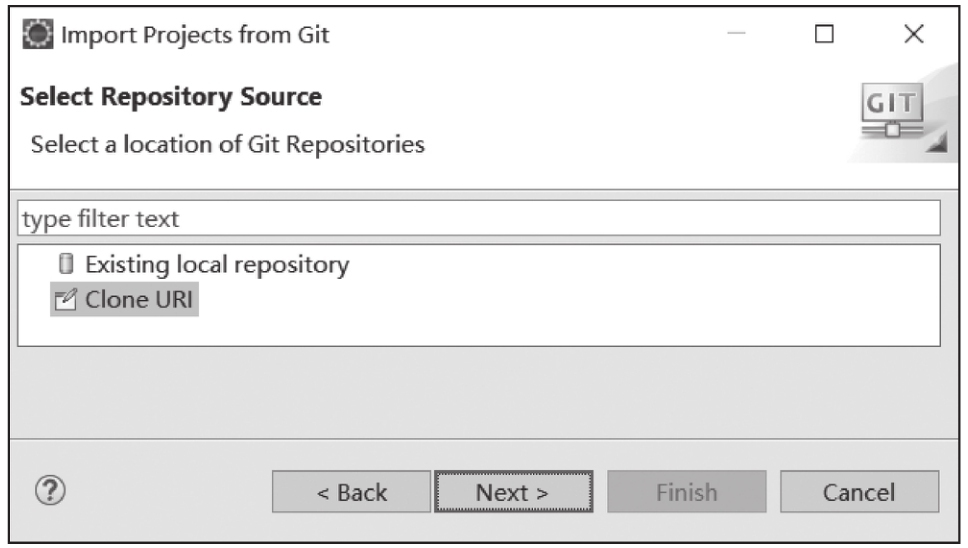 Import Projects from Git
Select Repository Source
Select a location of Git Repositories
GIT
type filter text
Existing local repository
Clone URI
?
< Back
Next >
Finish
Cancel